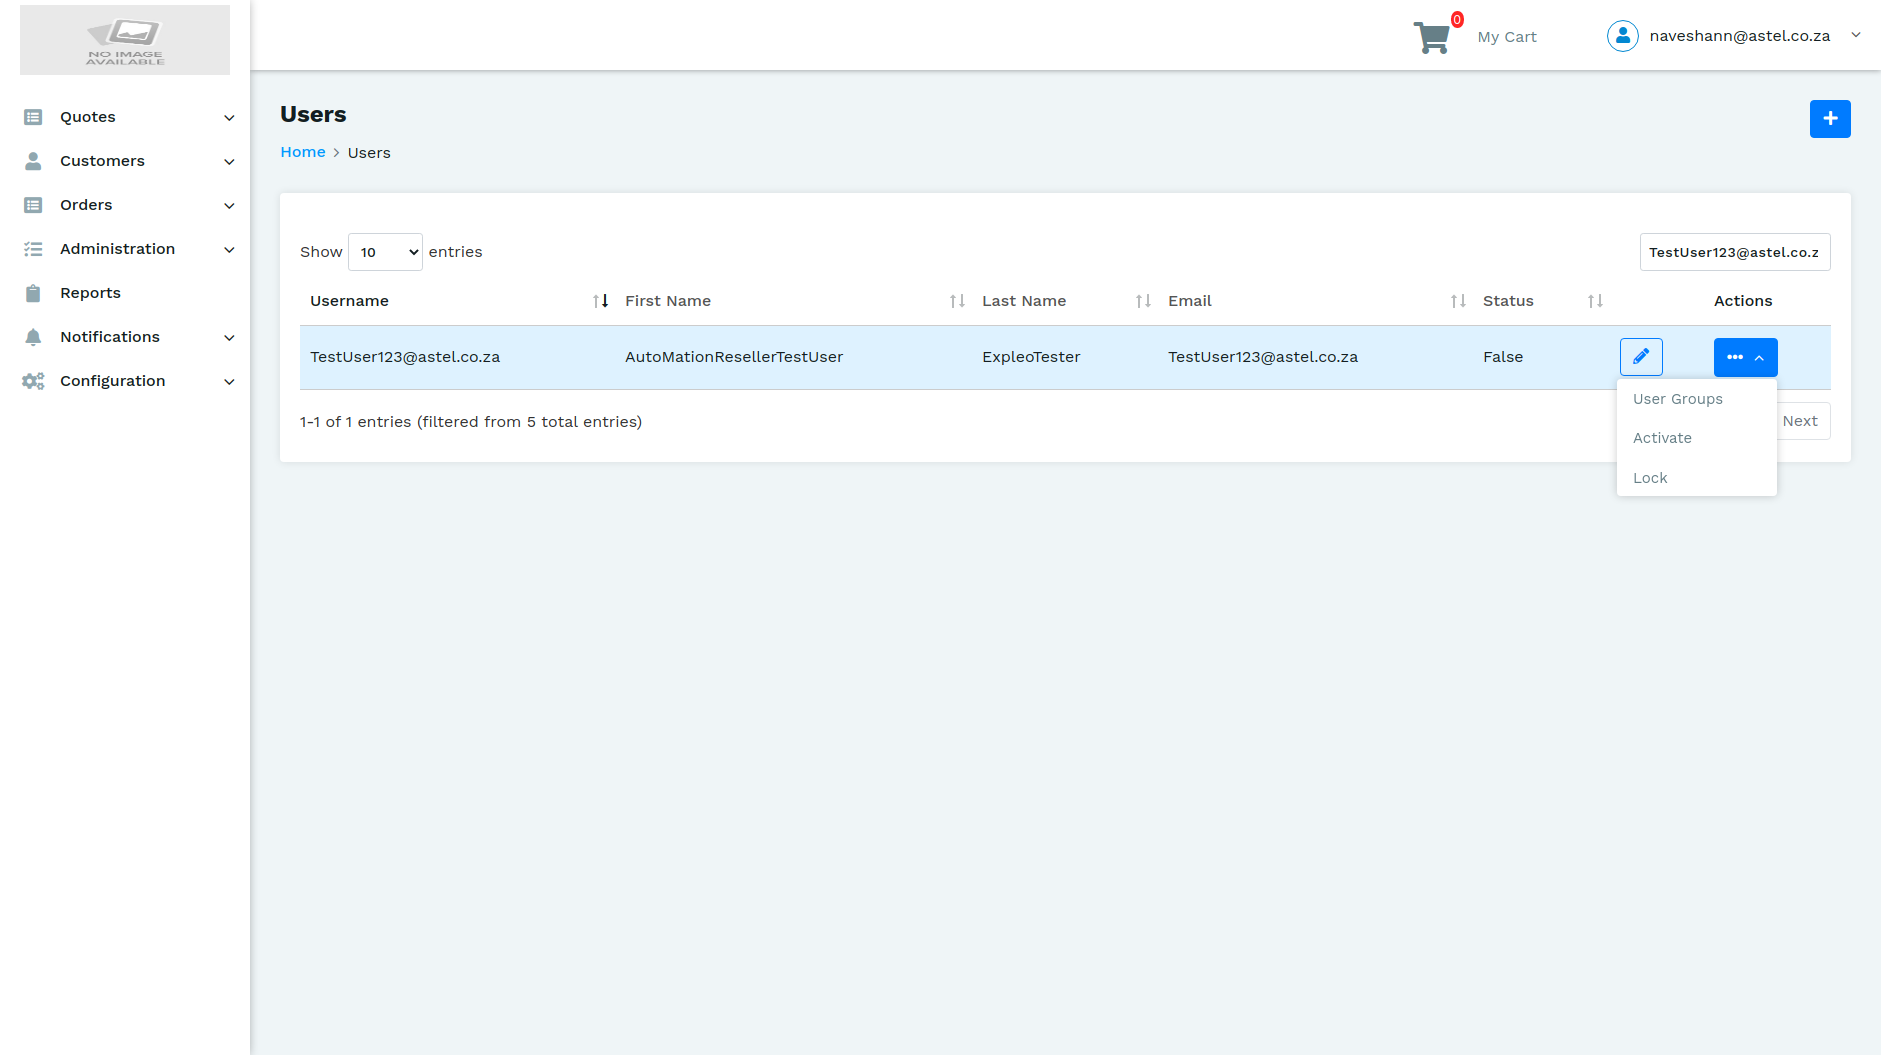 NO IMAGE
AVAILABLE
0
My Cart
naveshann@astel.co.za
Quotes
Customers
Orders
Administration
Reports
Notifications
Configuration
Users
Home > Users
Show 10 entries
TestUser123@astel.co.z
Username First Name Last Name Email Status Actions
TestUser123@astel.co.za AutoMationResellerTestUser ExpleoTester TestUser123@astel.co.za False
User Groups
Activate
Lock
1-1 of 1 entries (filtered from 5 total entries)
Next